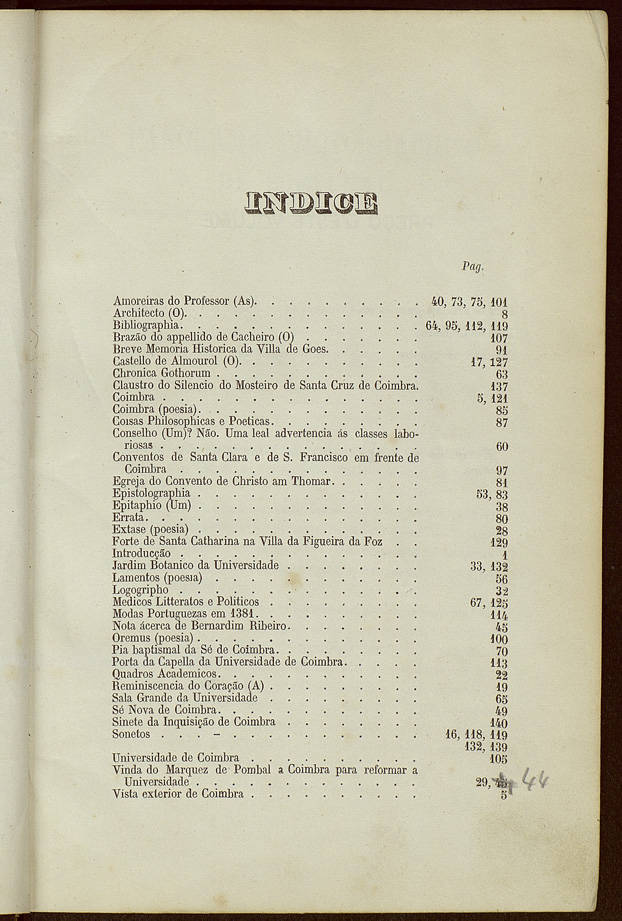 INDICE
Pag.
Amoreiras do Professor (As). . . . . . . . . . 40, 73, 75, 101
Architecto (O). . . . . . . . . . . . . 8
Bibliographia. . . . . . . . . . . . . . 64, 95, 112, 119
Brazão do appellido de Cacheiro (O) . . . . . . 107
Breve Memoria Historica da Villa de Goes. . . . . . 91
Castello de Almourol (O). . . . . . . . . . . 17, 127
Chronica Gothorum . . . . . . . . . . . . 63
Claustro do Silencio do Mosteiro de Santa Cruz de Coimbra. 137
Coimbra . . . . . . . . . . . . . . 5, 121
Coimbra (poesia). . . . . . . . . . . . . 85
Coisas Philosophicas e Poeticas. . . . . . . . . 87
Conselho (Um)? Não. Uma leal advertencia ás classes labo-
riosas . . . . . . . . . . . . . . 60
Conventos de Santa Clara e de S. Francisco em frente de
Coimbra . . . . . . . . . . . . . 97
Egreja do Convento de Christo am Thomar. . . . . . 81
Epistolographia . . . . . . . . . . . . . 53, 83
Epitaphio (Um) . . . . . . . . . . . . . 38
Errata. . . . . . . . . . . . . . . 80
Extase (poesia) . . . . . . . . . . . . . 28
Forte de Santa Catharina na Villa da Figueira da Foz . . 129
Introducção . . . . . . . . . . . . . . 1
Jardim Botanico da Universidade . . . . . . . . 33, 132
Lamentos (poesia) . . . . . . . . . . . . 56
Logogripho . . . . . . . . . . . . . . 32
Medicos Litteratos e Politicos . . . . . . . . . 67, 125
Modas Portuguezas em 1381. . . . . . . . . . 114
Nota ácerca de Bernardim Ribeiro. . . . . . . . 45
Oremus (poesia) . . . . . . . . . . . . . 100
Pia baptismal da Sé de Coimbra. . . . . . . . . 70
Porta da Capella da Universidade de Coimbra. . . . . 113
Quadros Academicos. . . . . . . . . . . . 22
Reminiscencia do Coração (A) . . . . . . . . . 19
Sala Grande da Universidade . . . . . . . . . 65
Sé Nova de Coimbra. . . . . . . . . . . . 49
Sinete da Inquisição de Coimbra . . . . . . . . 140
Sonetos . . . – . . . . . . . . . . . 16, 118, 119
132, 139
Universidade de Coimbra . . . . . . . . . . 105
Vinda do Marquez de Pombal a Coimbra para reformar a
Universidade . . . . . . . . . . . . 29, 44
Vista exterior de Coimbra . . . . . . . . . . 5